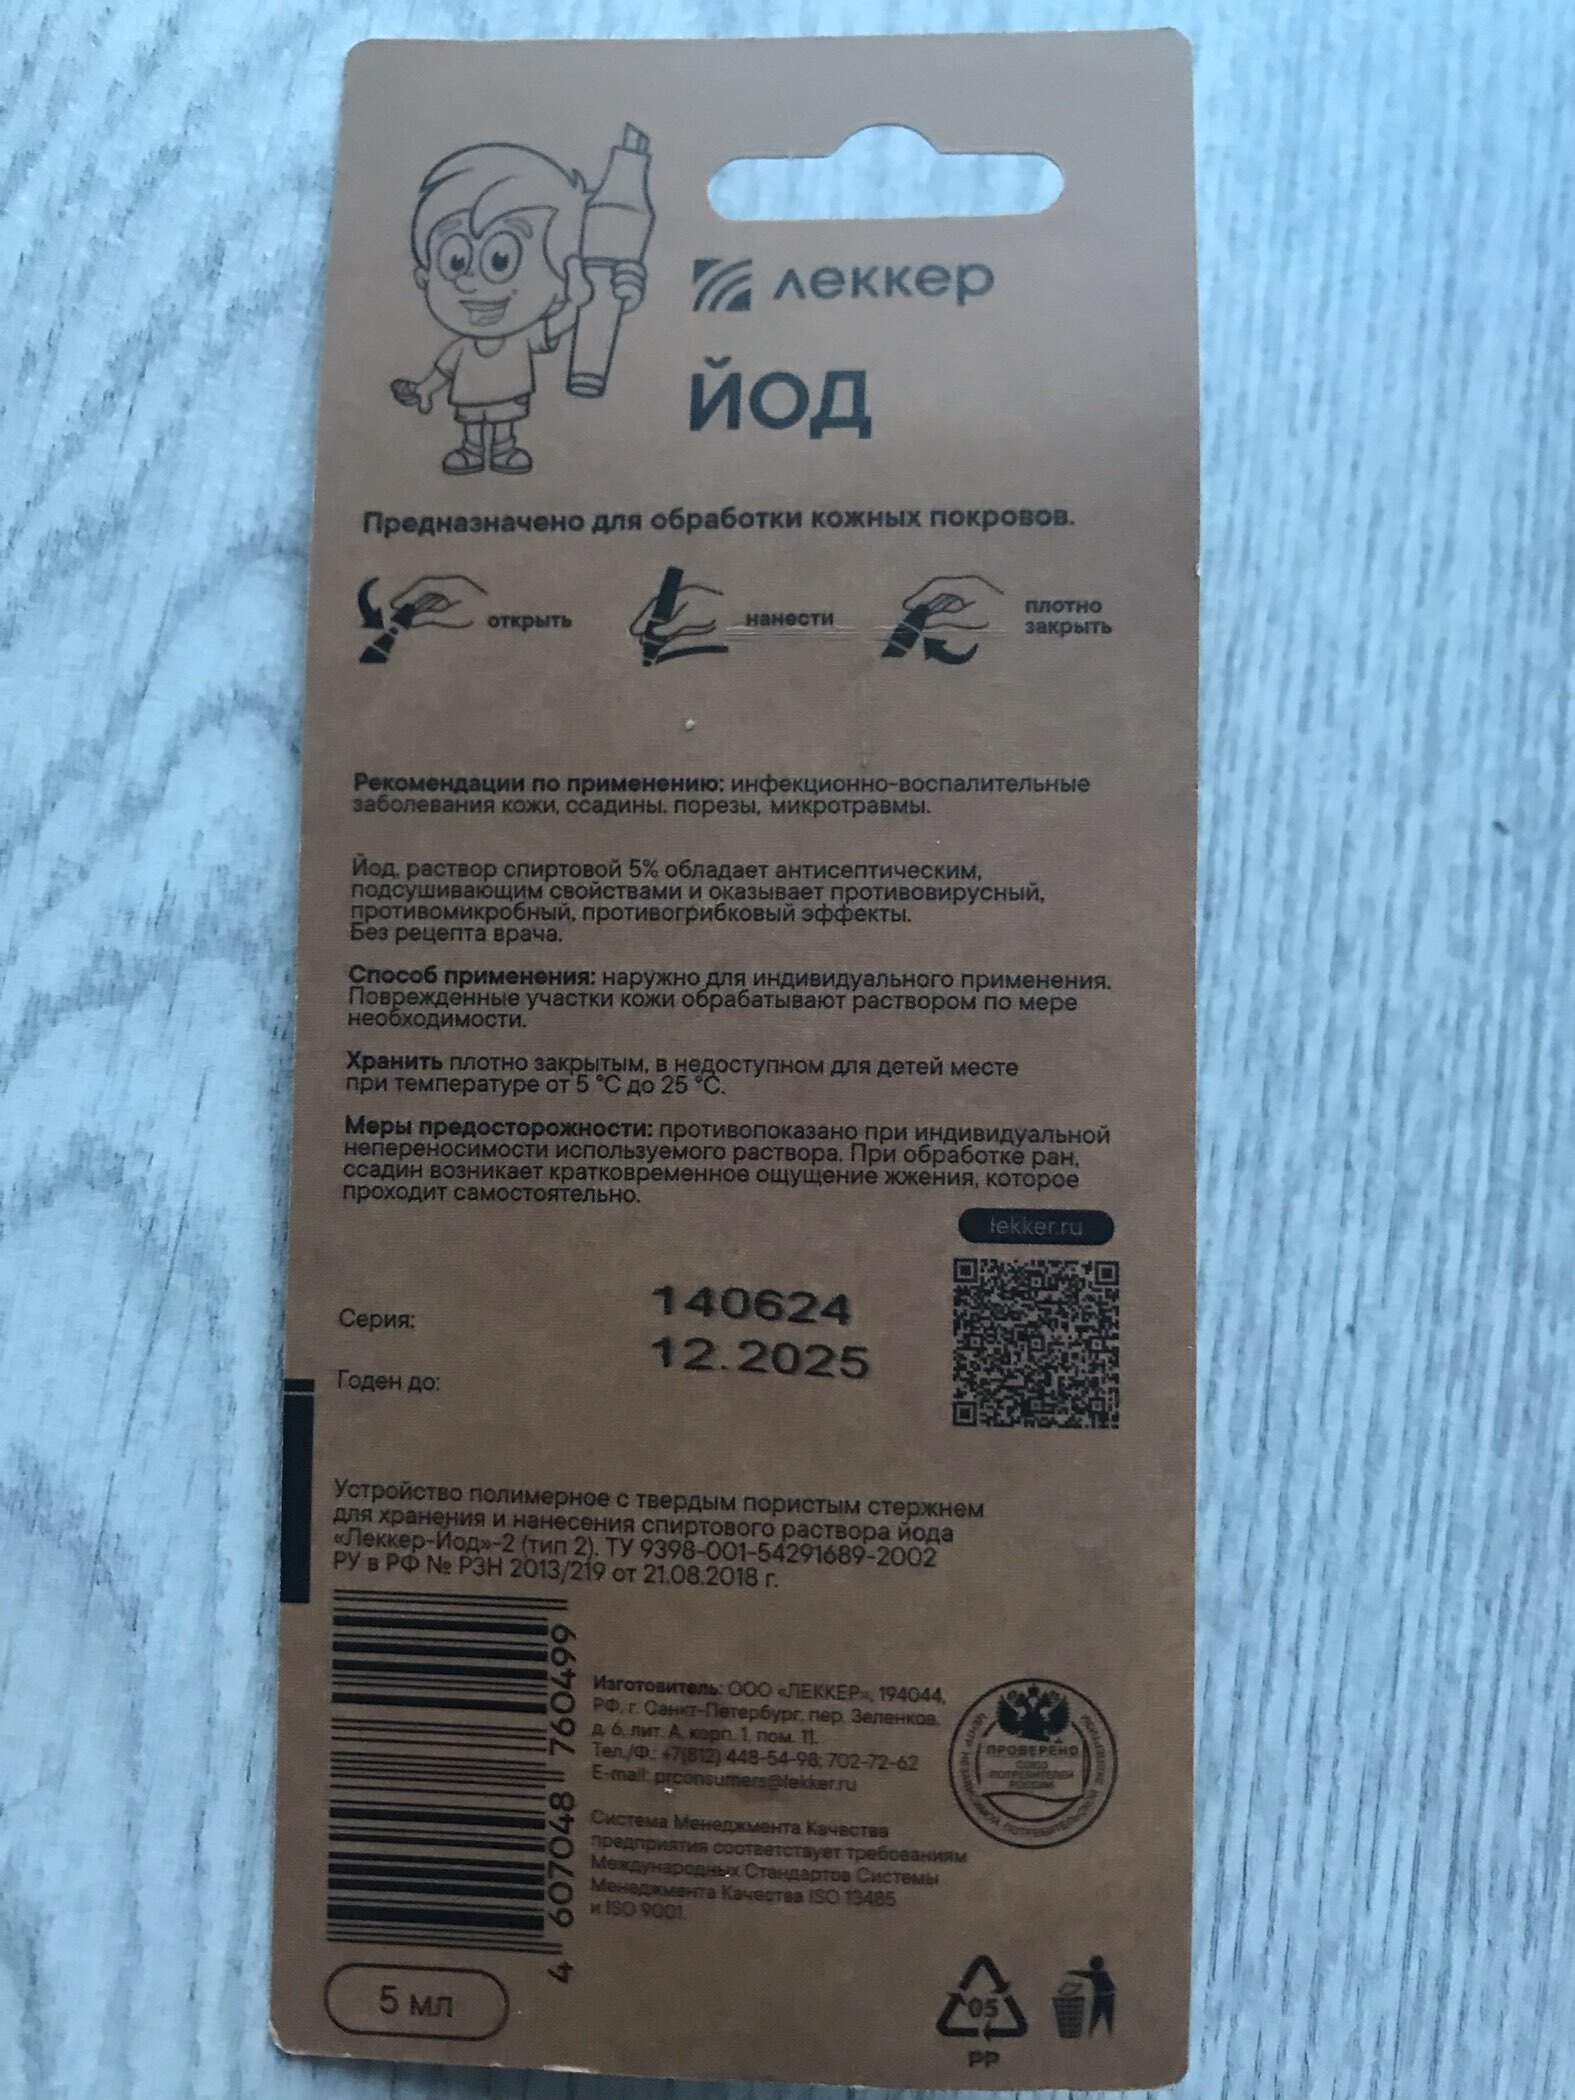 леккер
ЙОД
Предназначено для обработки кожных покровов.
открыть
нанести
плотно
закрыть
Рекомендации по применению: инфекционно-воспалительные
заболевания кожи, ссадины, порезы, микротравмы.
Йод, раствор спиртовой 5% обладает антисептическим,
подсушивающим свойствами и оказывает противовирусный,
противомикробный, противогрибковый эффекты.
Без рецепта врача.
Способ применения: наружно для индивидуального применения.
Поврежденные участки кожи обрабатывают раствором по мере
необходимости.
Хранить плотно закрытым, в недоступном для детей месте
при температуре от 5 °C до 25 °C.
Меры предосторожности: противопоказано при индивидуальной
непереносимости используемого раствора. При обработке ран,
ссадин возникает кратковременное ощущение жжения, которое
проходит самостоятельно.
lekker.ru
Серия: 140624
Годен до: 12.2025
Устройство полимерное с твердым пористым стержнем
для хранения и нанесения спиртового раствора йода
«Леккер-Йод»-2 (тип 2). ТУ 9398-001-54291689-2002
РУ в РФ № РЗН 2013/219 от 21.08.2018 г.
4 607048 760499
Изготовитель: ООО «ЛЕККЕР», 194044,
РФ, г. Санкт-Петербург, пер. Зеленков,
д. 6, лит. А, корп. 1, пом. 11.
Тел./Ф.: +7(812) 448-54-98; 702-72-62
E-mail: prconsumers@lekker.ru
Система Менеджмента Качества
предприятия соответствует требованиям
Международных Стандартов Системы
Менеджмента Качества ISO 13485
и ISO 9001.
ПРОВЕРЕНО
СОЮЗ
ПОТРЕБИТЕЛЕЙ
РОССИИ
5 мл
05
PP